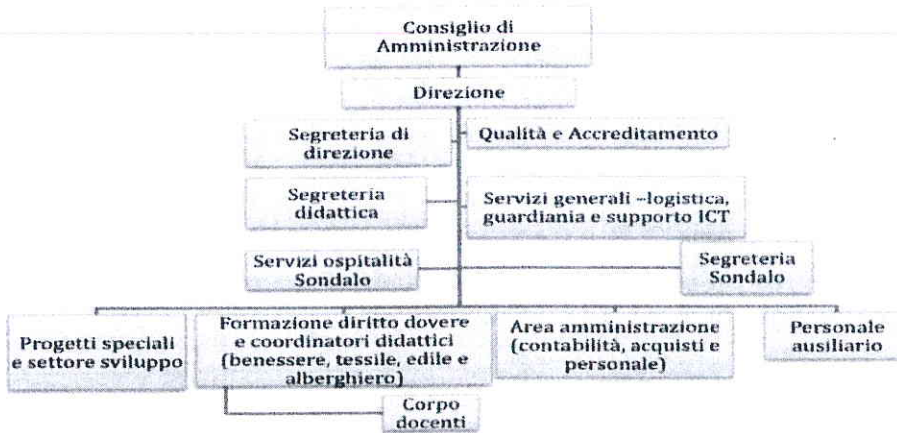 Consiglio di
Amministrazione
Direzione
Segreteria di
direzione
Qualità e Accreditamento
Segreteria
didattica
Servizi generali –logistica,
guardiania e supporto ICT
Servizi ospitalità
Sondalo
Segreteria
Sondalo
Progetti speciali
e settore sviluppo
Formazione diritto dovere
e coordinatori didattici
(benessere, tessile, edile e
alberghiero)
Area amministrazione
(contabilità, acquisti e
personale)
Personale
ausiliario
Corpo
docenti